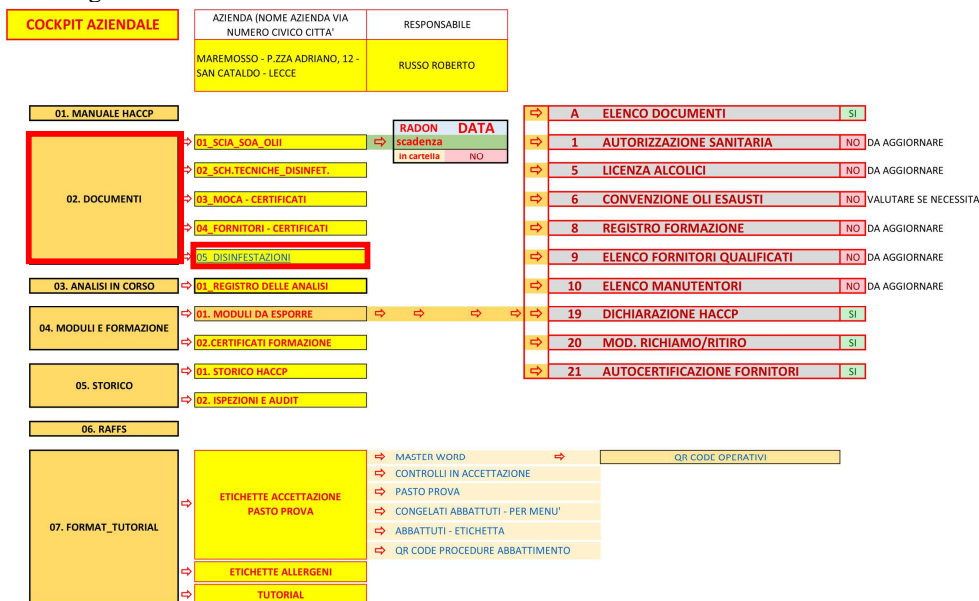 COCKPIT AZIENDALE
AZIENDA (NOME AZIENDA VIA
NUMERO CIVICO CITTA'
RESPONSABILE
MAREMOSSO - P.ZZA ADRIANO, 12 -
SAN CATALDO - LECCE
RUSSO ROBERTO
01. MANUALE HACCP
⇨ A ELENCO DOCUMENTI SI
RADON DATA
scadenza
in cartella NO
02. DOCUMENTI
⇨ 01_SCIA_SOA_OLII ⇨
⇨ 1 AUTORIZZAZIONE SANITARIA NO DA AGGIORNARE
⇨ 02_SCH.TECNICHE_DISINFET.
⇨ 5 LICENZA ALCOLICI NO DA AGGIORNARE
⇨ 03_MOCA - CERTIFICATI
⇨ 6 CONVENZIONE OLI ESAUSTI NO VALUTARE SE NECESSITA
⇨ 04_FORNITORI - CERTIFICATI
⇨ 8 REGISTRO FORMAZIONE NO DA AGGIORNARE
⇨ 05_DISINFESTAZIONI
⇨ 9 ELENCO FORNITORI QUALIFICATI NO DA AGGIORNARE
03. ANALISI IN CORSO ⇨ 01_REGISTRO DELLE ANALISI
⇨ 10 ELENCO MANUTENTORI NO DA AGGIORNARE
04. MODULI E FORMAZIONE
⇨ 01. MODULI DA ESPORRE ⇨ ⇨ ⇨ ⇨
⇨ 19 DICHIARAZIONE HACCP SI
⇨ 02.CERTIFICATI FORMAZIONE
⇨ 20 MOD. RICHIAMO/RITIRO SI
05. STORICO
⇨ 01. STORICO HACCP
⇨ 21 AUTOCERTIFICAZIONE FORNITORI SI
⇨ 02. ISPEZIONI E AUDIT
06. RAFFS
07. FORMAT_TUTORIAL
⇨ ETICHETTE ACCETTAZIONE
PASTO PROVA
⇨ MASTER WORD ⇨ QR CODE OPERATIVI
⇨ CONTROLLI IN ACCETTAZIONE
⇨ PASTO PROVA
⇨ CONGELATI ABBATTUTI - PER MENU'
⇨ ABBATTUTI - ETICHETTA
⇨ QR CODE PROCEDURE ABBATTIMENTO
⇨ ETICHETTE ALLERGENI
⇨ TUTORIAL